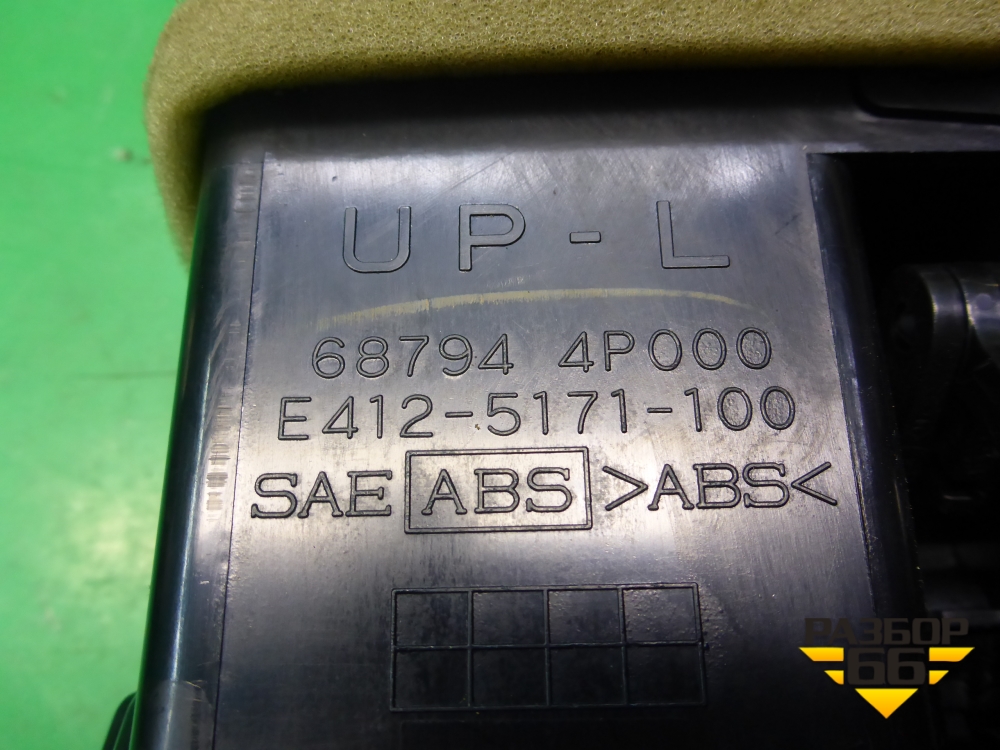 UP-L
68794 4P000
E412-5171-100
SAE ABS >ABS<
РАЗБОР
66